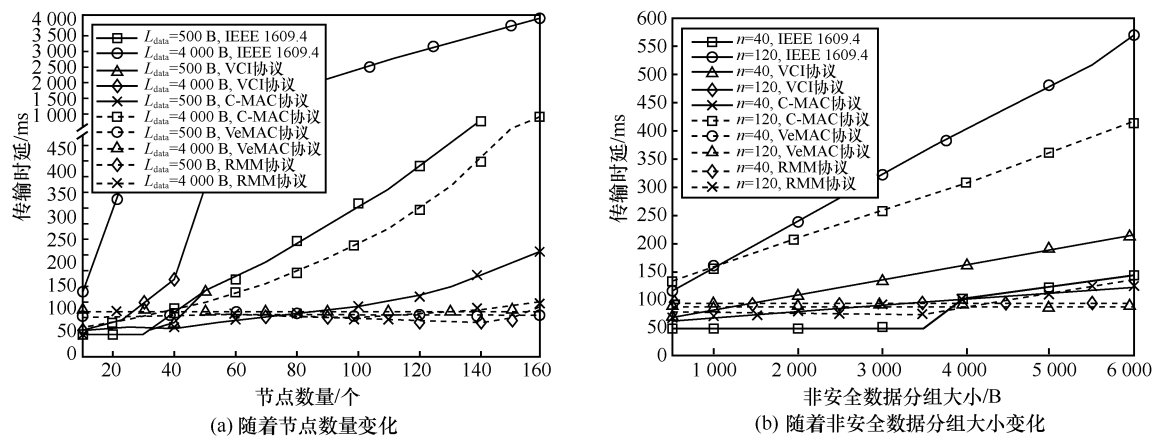 4 000
3 500
3 000
2 500
2 000
1 500
1 000
450
400
350
300
250
200
150
100
50
0
传输时延/ms
L data=500 B, IEEE 1609.4
L data=4 000 B, IEEE 1609.4
L data=500 B, VCI协议
L data=4 000 B, VCI协议
L data=500 B, C-MAC协议
L data=4 000 B, C-MAC协议
L data=500 B, VeMAC协议
L data=4 000 B, VeMAC协议
L data=500 B, RMM协议
L data=4 000 B, RMM协议
20 40 60 80 100 120 140 160
节点数量/个
(a) 随着节点数量变化
600
550
500
450
400
350
300
250
200
150
100
50
0
传输时延/ms
n=40, IEEE 1609.4
n=120, IEEE 1609.4
n=40, VCI协议
n=120, VCI协议
n=40, C-MAC协议
n=120, C-MAC协议
n=40, VeMAC协议
n=120, VeMAC协议
n=40, RMM协议
n=120, RMM协议
1 000 2 000 3 000 4 000 5 000 6 000
非安全数据分组大小/B
(b) 随着非安全数据分组大小变化